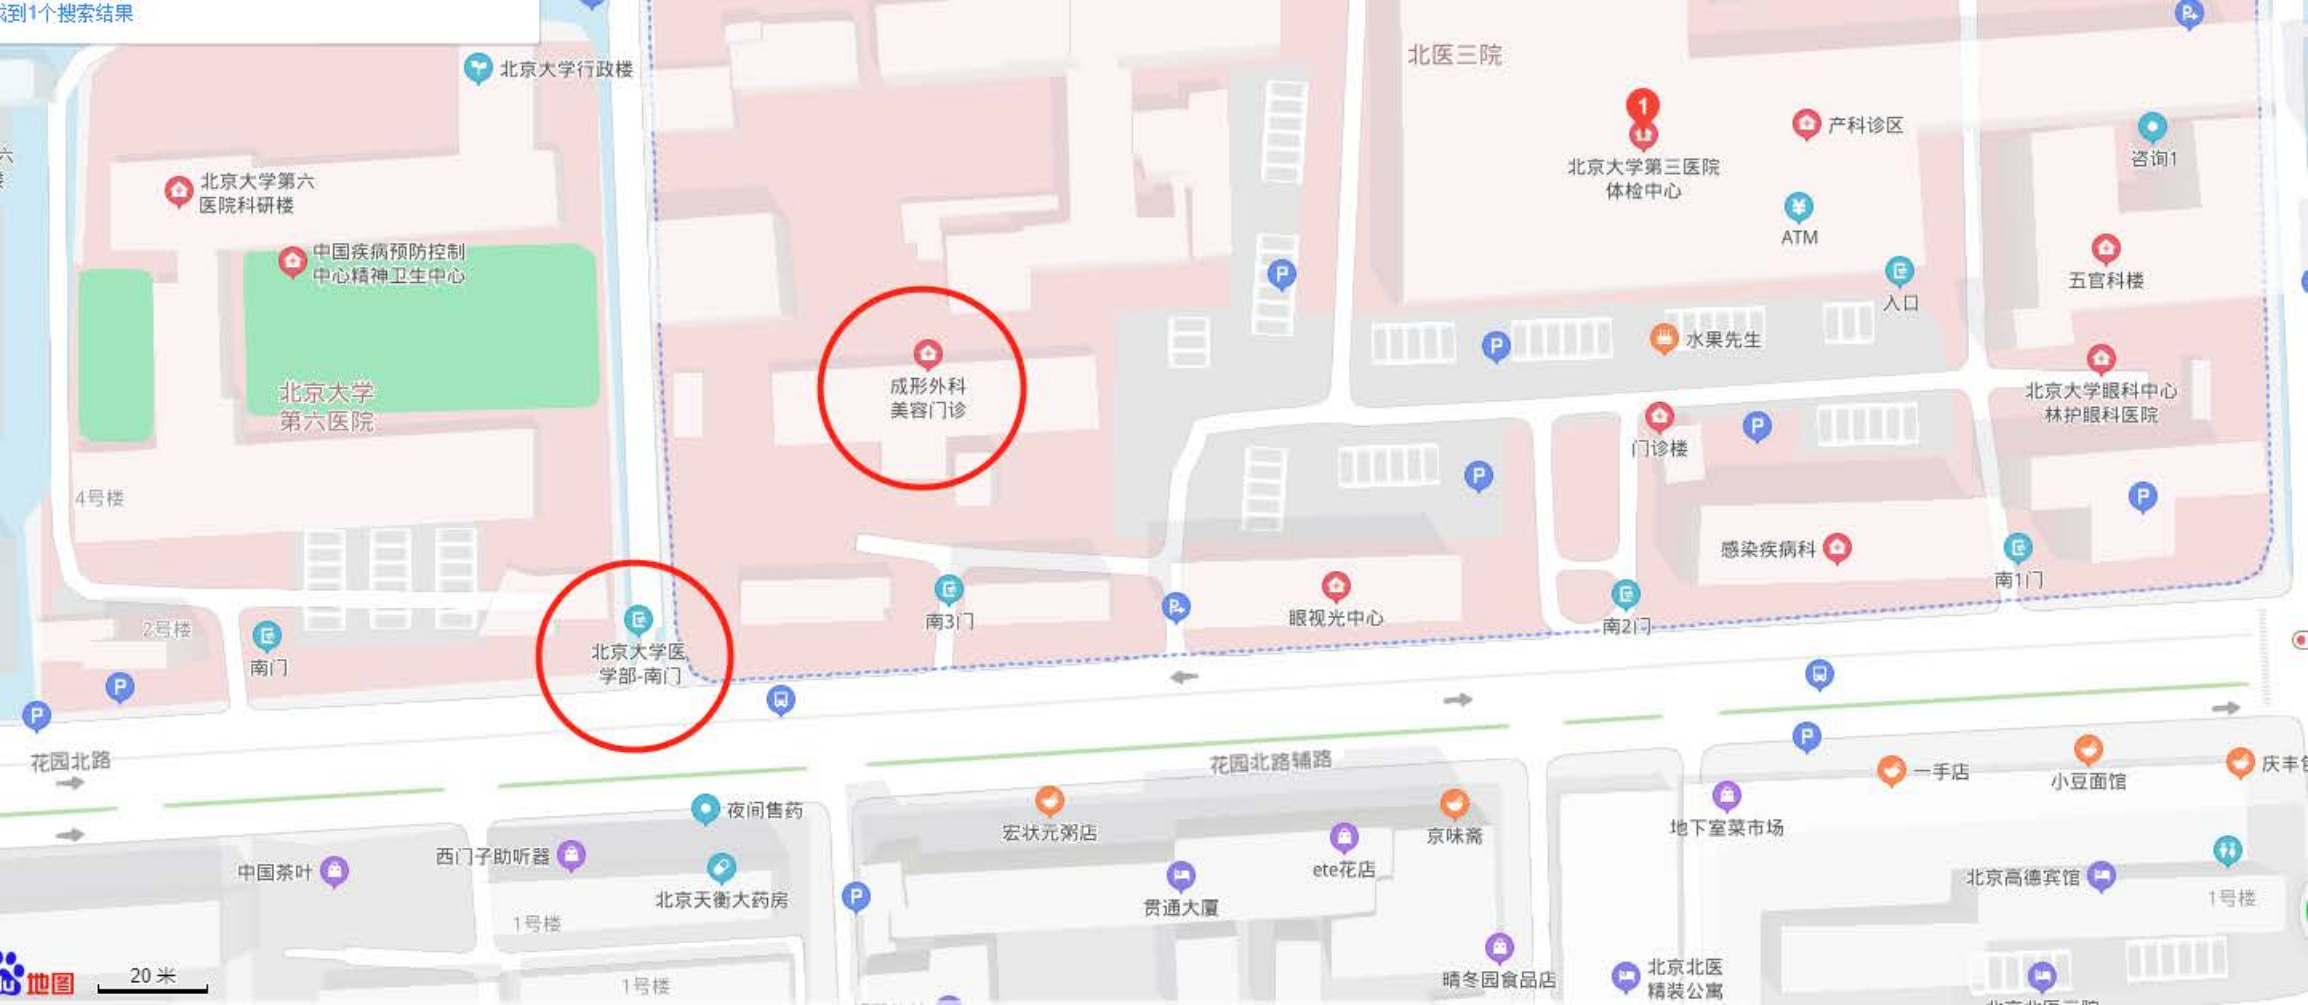 到1个搜索结果
北京大学行政楼
北医三院
1
产科诊区
咨询1
北京大学第三医院
体检中心
北京大学第六
医院科研楼
ATM
中国疾病预防控制
中心精神卫生中心
五官科楼
入口
水果先生
成形外科
美容门诊
北京大学
第六医院
北京大学眼科中心
林护眼科医院
门诊楼
4号楼
感染疾病科
南1门
2号楼
南门
北京大学医
学部-南门
南3门
眼视光中心
南2门
花园北路
花园北路辅路
一手店
小豆面馆
庆丰
夜间售药
宏状元粥店
京味斋
地下室菜市场
中国茶叶
西门子助听器
ete花店
北京天衡大药房
贯通大厦
北京高德宾馆
1号楼
1号楼
晴冬园食品店
北京北医
精装公寓
地图
20 米
1号楼